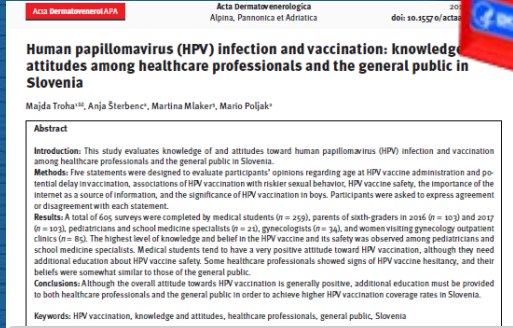 Acta Dermatovenerol APA
Acta Dermatovenerologica
Alpina, Pannonica et Adriatica
doi: 10.1570/
Human papillomavirus (HPV) infection and vaccination:
attitudes among healthcare professionals and the general public in
Slovenia
Majda Troha, Anja Šterbenc, Martina Mlaker, Mario Poljak
Abstract
Introduction: This study evaluates knowledge of and attitudes toward human papillomavirus (HPV) infection and vaccination
among healthcare professionals and the general public in Slovenia.
Methods: Five statements were designed to evaluate participants' opinions regarding age at HPV vaccine administration and po-
tential delay in vaccination, associations of HPV vaccination with riskier sexual behavior, HPV vaccine safety, the importance of the
internet as a source of information, and the significance of HPV vaccination in boys. Participants were asked to express agreement
or disagreement with each statement.
Results: A total of 605 surveys were completed by medical students (n = 259), parents of sixth-graders in 2016 (n = 103) and 2017
(n = 103), pediatricians and school medicine specialists (n = 21), gynecologists (n = 34), and women visiting gynecology outpatient
clinics (n = 85). The highest level of knowledge and belief in the HPV vaccine and its safety was observed among pediatricians and
school medicine specialists. Medical students tend to have a very positive attitude toward HPV vaccination, although they need
additional education about HPV vaccine safety. Some healthcare professionals showed signs of HPV vaccine hesitancy, and their
beliefs were somewhat similar to those of the general public.
Conclusions: Although the overall attitude towards HPV vaccination is generally positive, additional education must be provided
to both healthcare professionals and the general public in order to achieve higher HPV vaccination coverage rates in Slovenia.
Keywords: HPV vaccination, knowledge and attitudes, healthcare professionals, general public, Slovenia